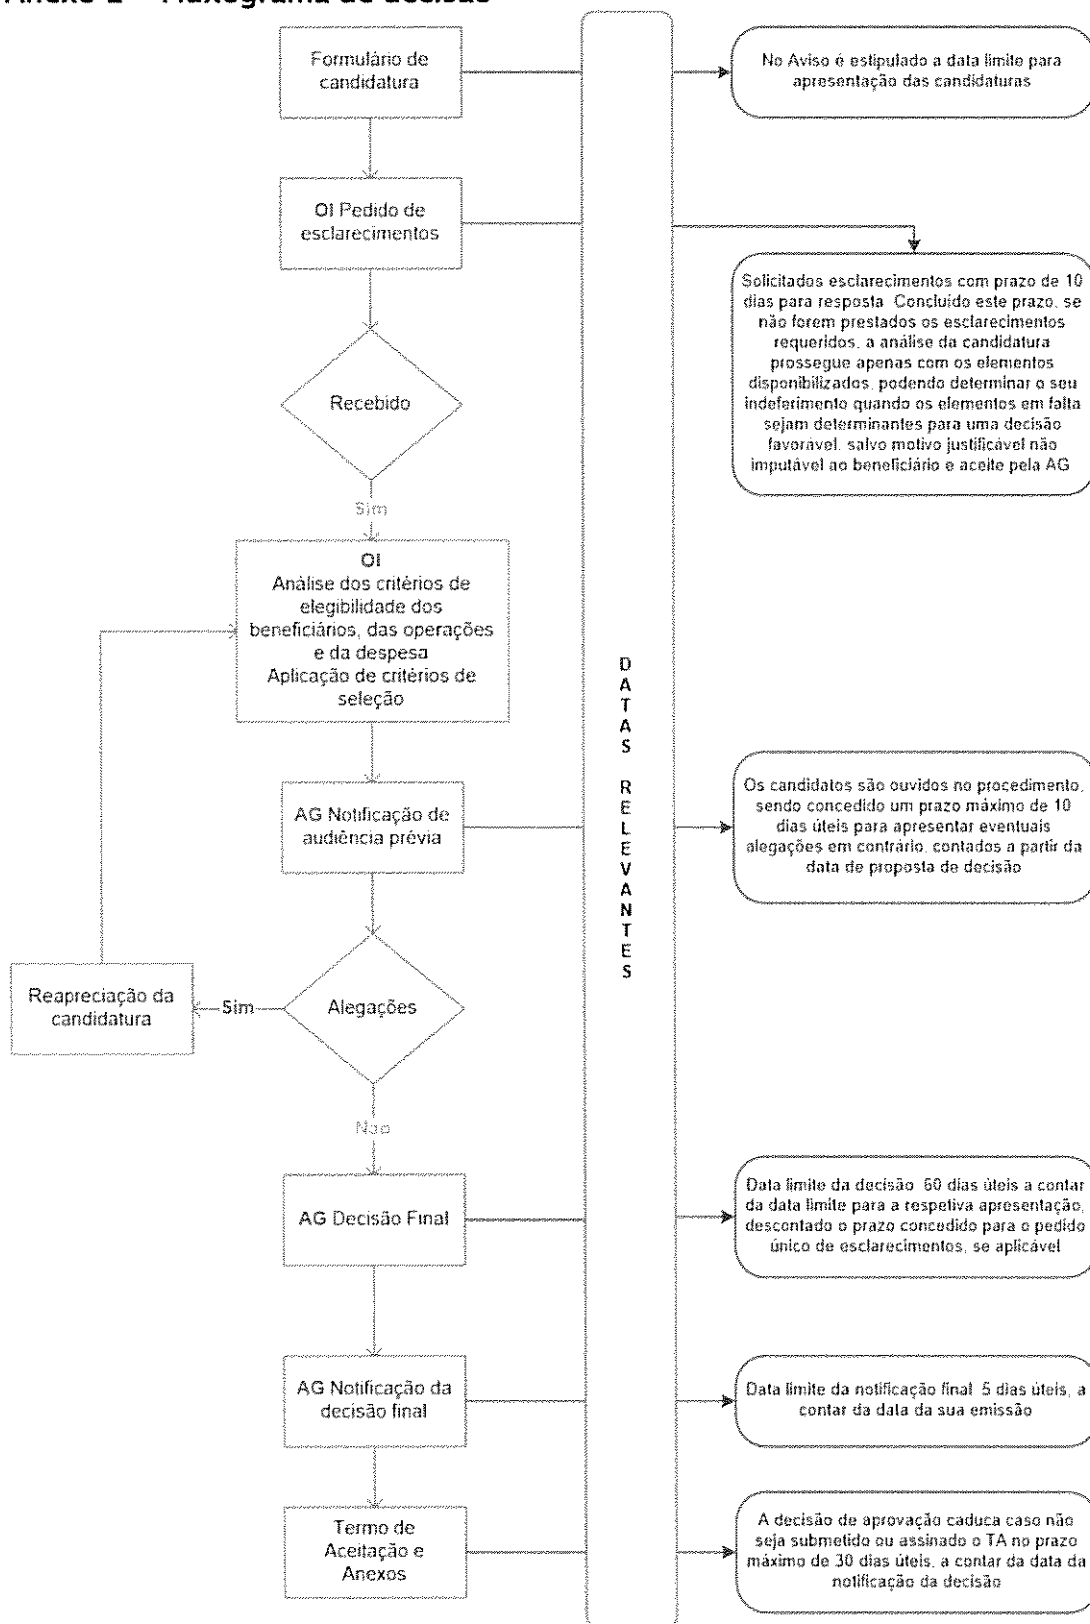 Formulário de
candidatura
No Aviso é estipulado a data limite para
apresentação das candidaturas
OI Pedido de
esclarecimentos
Solicitados esclarecimentos com prazo de 10
dias para resposta Concluído este prazo, se
não forem prestados os esclarecimentos
requeridos, a análise da candidatura
prossegue apenas com os elementos
disponibilizados, podendo determinar o seu
indeferimento quando os elementos em falta
sejam determinantes para uma decisão
favorável, salvo motivo justificável não
imputável ao beneficiário e aceite pela AG
Recebido
Sim
OI
Análise dos critérios de
elegibilidade dos
beneficiários, das operações
e da despesa
Aplicação de critérios de
seleção
DATAS RELEVANTES
AG Notificação de
audiência prévia
Os candidatos são ouvidos no procedimento,
sendo concedido um prazo máximo de 10
dias úteis para apresentar eventuais
alegações em contrário, contados a partir da
data de proposta de decisão
Reapreciação da
candidatura
Sim
Alegações
Não
AG Decisão Final
Data limite da decisão 60 dias úteis a contar
da data limite para a respetiva apresentação,
descontado o prazo concedido para o pedido
único de esclarecimentos, se aplicável
AG Notificação da
decisão final
Data limite da notificação final 5 dias úteis, a
contar da data da sua emissão
Termo de
Aceitação e
Anexos
A decisão de aprovação caduca caso não
seja submetido ou assinado o TA no prazo
máximo de 30 dias úteis, a contar da data da
notificação da decisão